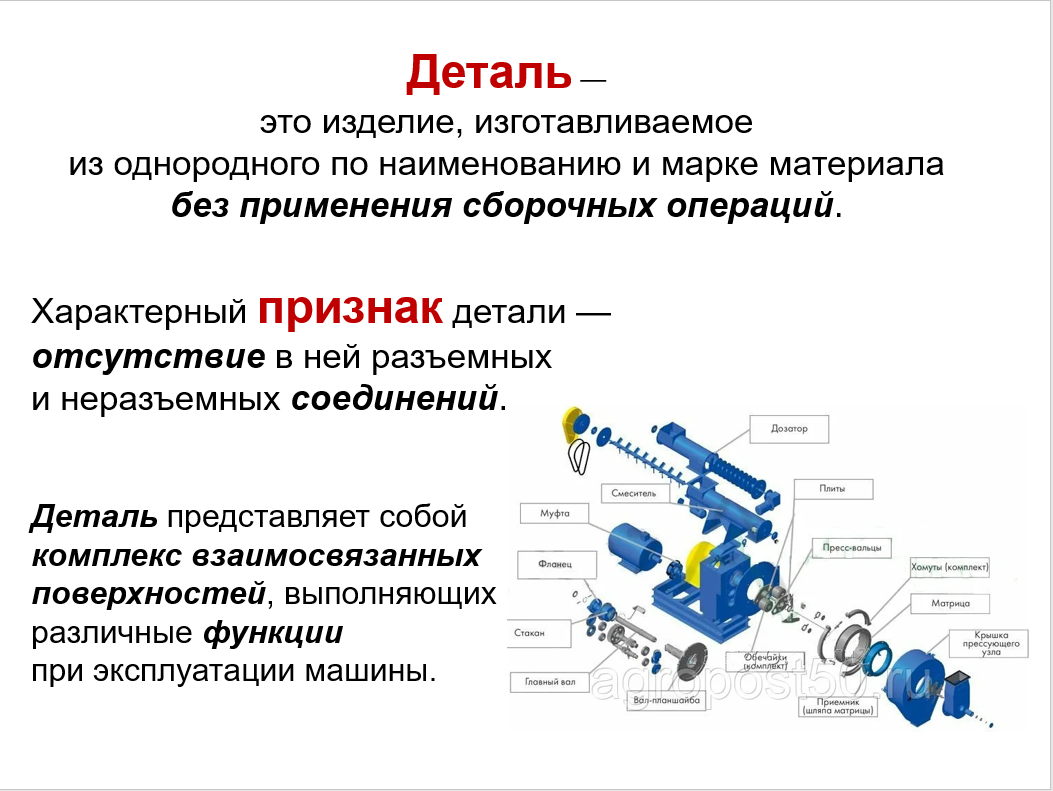 Деталь —
это изделие, изготавливаемое
из однородного по наименованию и марке материала
без применения сборочных операций.
Характерный признак детали —
отсутствие в ней разъемных
и неразъемных соединений.
Деталь представляет собой
комплекс взаимосвязанных
поверхностей, выполняющих
различные функции
при эксплуатации машины.
Дозатор
Смеситель
Плиты
Муфта
Пресс-вальцы
Фланец
Хомуты (комплект)
Матрица
Стакан
Крышка
прессующего
узла
Обечайки
(комплект)
Главный вал
Вал-планшайба
Приемник
(шляпа матрицы)
agropost50.ru